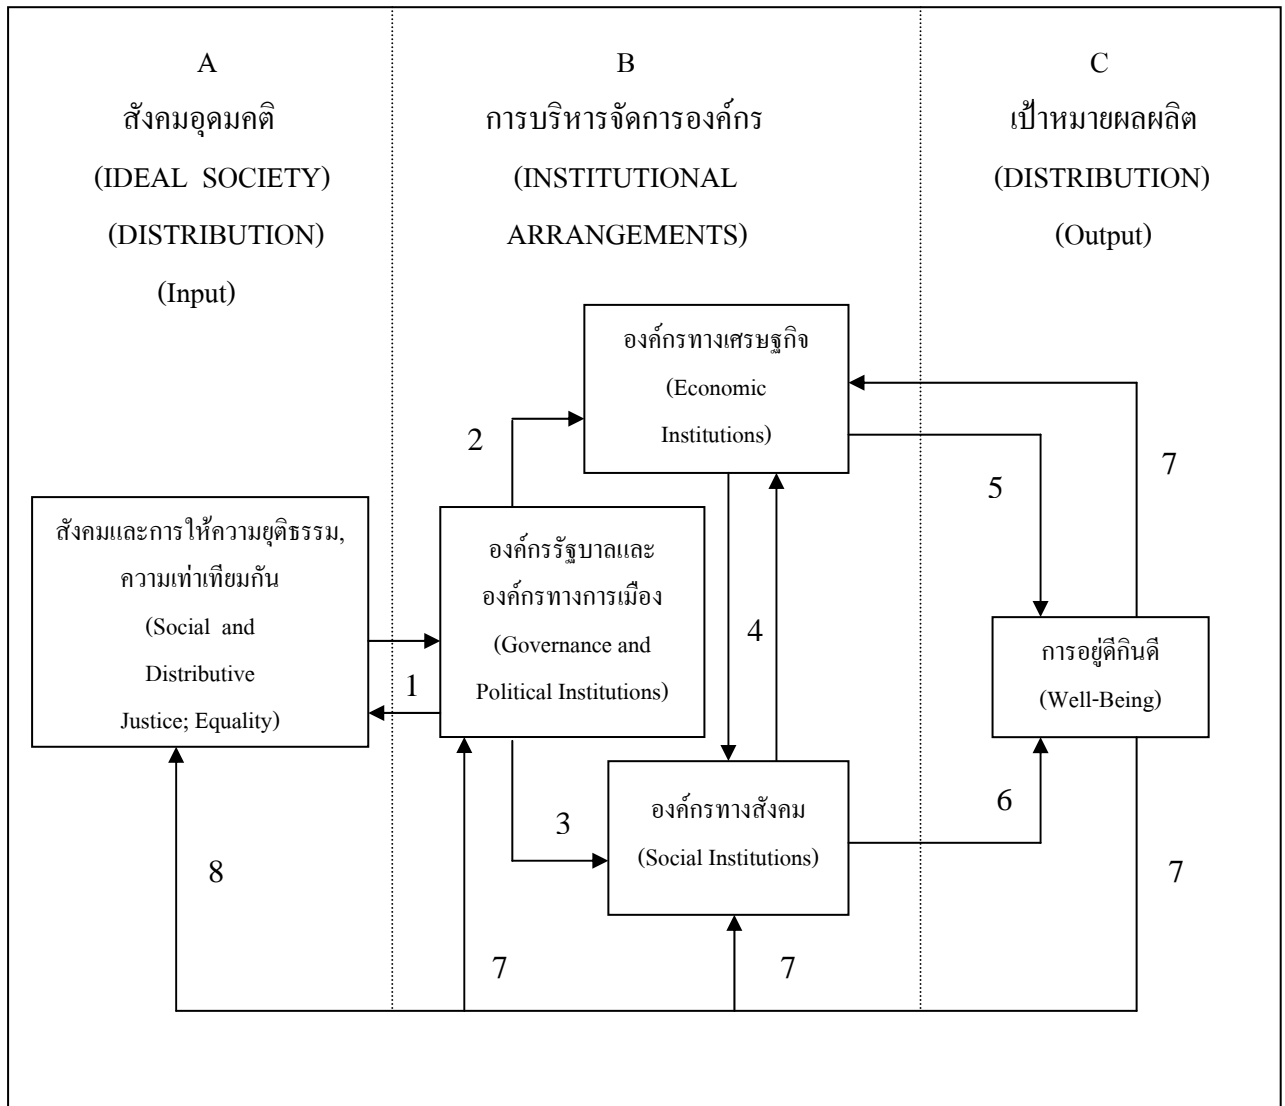 A
สังคมอุดมคติ
(IDEAL SOCIETY)
(DISTRIBUTION)
(Input)
B
การบริหารจัดการองค์กร
(INSTITUTIONAL
ARRANGEMENTS)
C
เป้าหมายผลผลิต
(DISTRIBUTION)
(Output)
องค์กรทางเศรษฐกิจ
(Economic
Institutions)
2
7
5
สังคมและการให้ความยุติธรรม,
ความเท่าเทียมกัน
(Social and
Distributive
Justice; Equality)
องค์กรรัฐบาลและ
องค์กรทางการเมือง
(Governance and
Political Institutions)
1
4
การอยู่ดีกินดี
(Well-Being)
3
องค์กรทางสังคม
(Social Institutions)
6
8
7
7
7